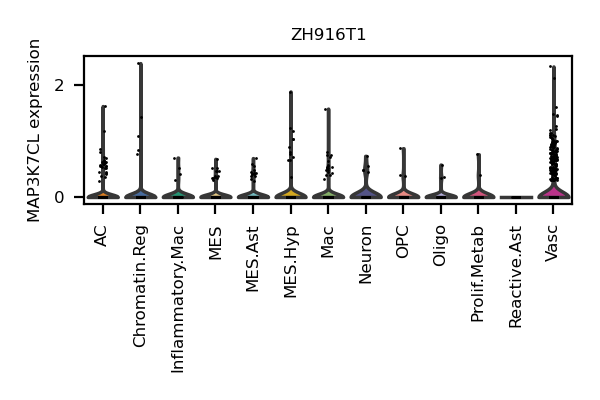 ZH916T1
MAP3K7CL expression
2
0
AC
Chromatin.Reg
Inflammatory.Mac
MES
MES.Ast
MES.Hyp
Mac
Neuron
OPC
Oligo
Prolif.Metab
Reactive.Ast
Vasc